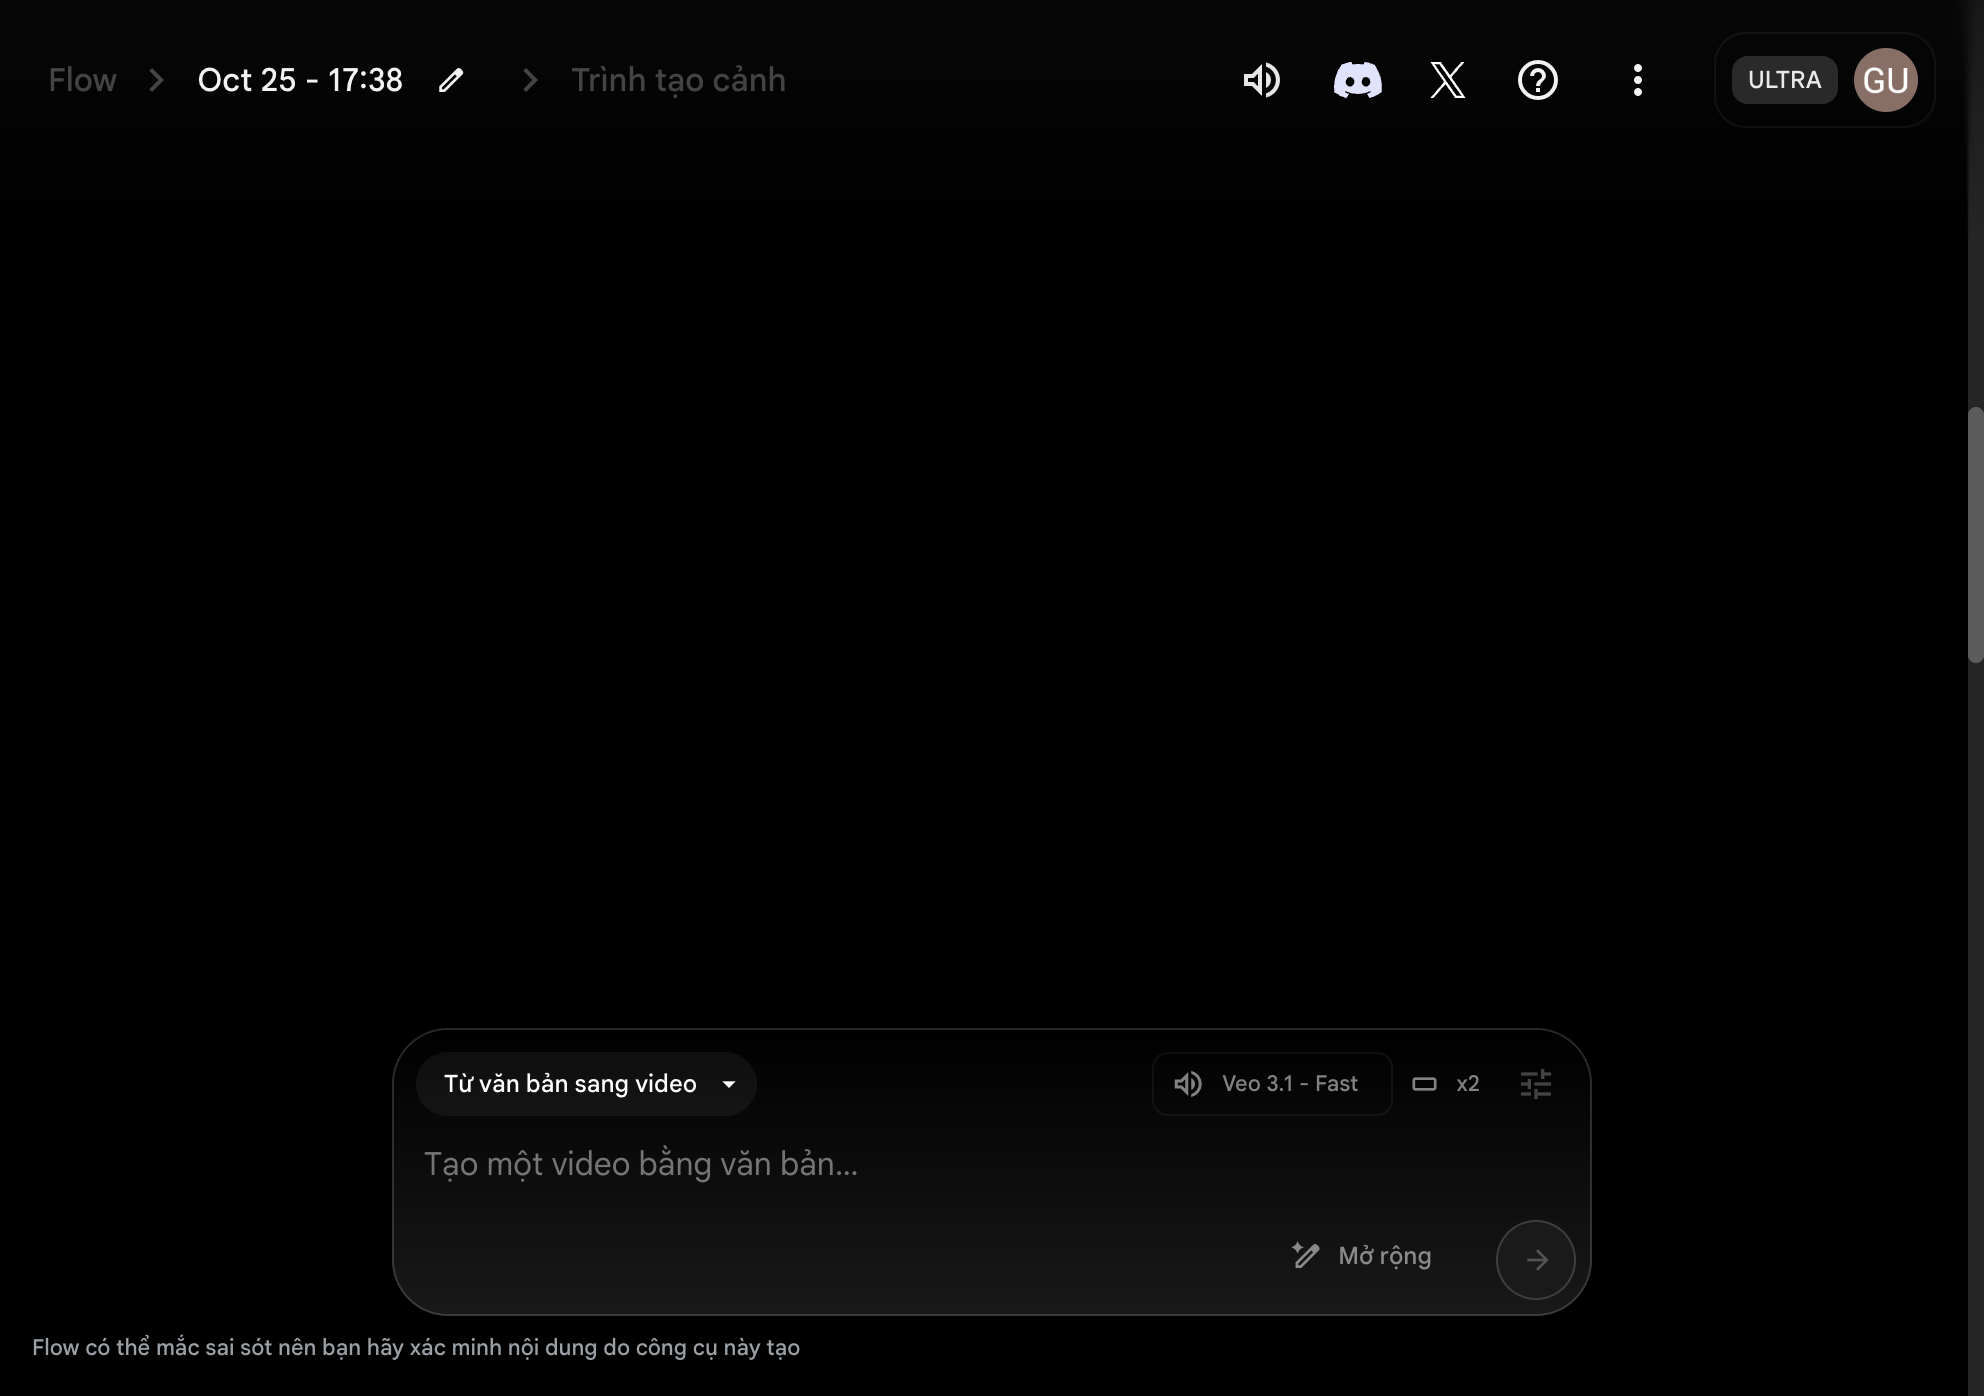 Flow > Oct 25 - 17:38 > Trình tạo cảnh
ULTRA GU
Từ văn bản sang video
Veo 3.1 - Fast x2
Tạo một video bằng văn bản...
Mở rộng
Flow có thể mắc sai sót nên bạn hãy xác minh nội dung do công cụ này tạo